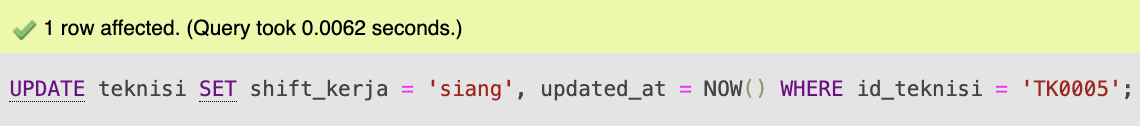 1 row affected. (Query took 0.0062 seconds.)
UPDATE teknisi SET shift_kerja = 'siang', updated_at = NOW() WHERE id_teknisi = 'TK0005';